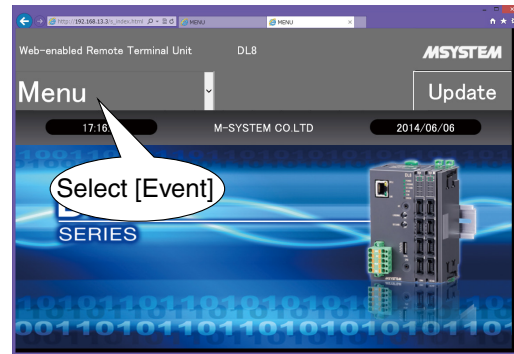 http://192.168.13.3/s_index.html
MENU
MENU
Web-enabled Remote Terminal Unit DL8
MSYSTEM
Menu
Update
17:16
M-SYSTEM CO.LTD
2014/06/06
Select [Event]
SERIES
001101011011010101010110